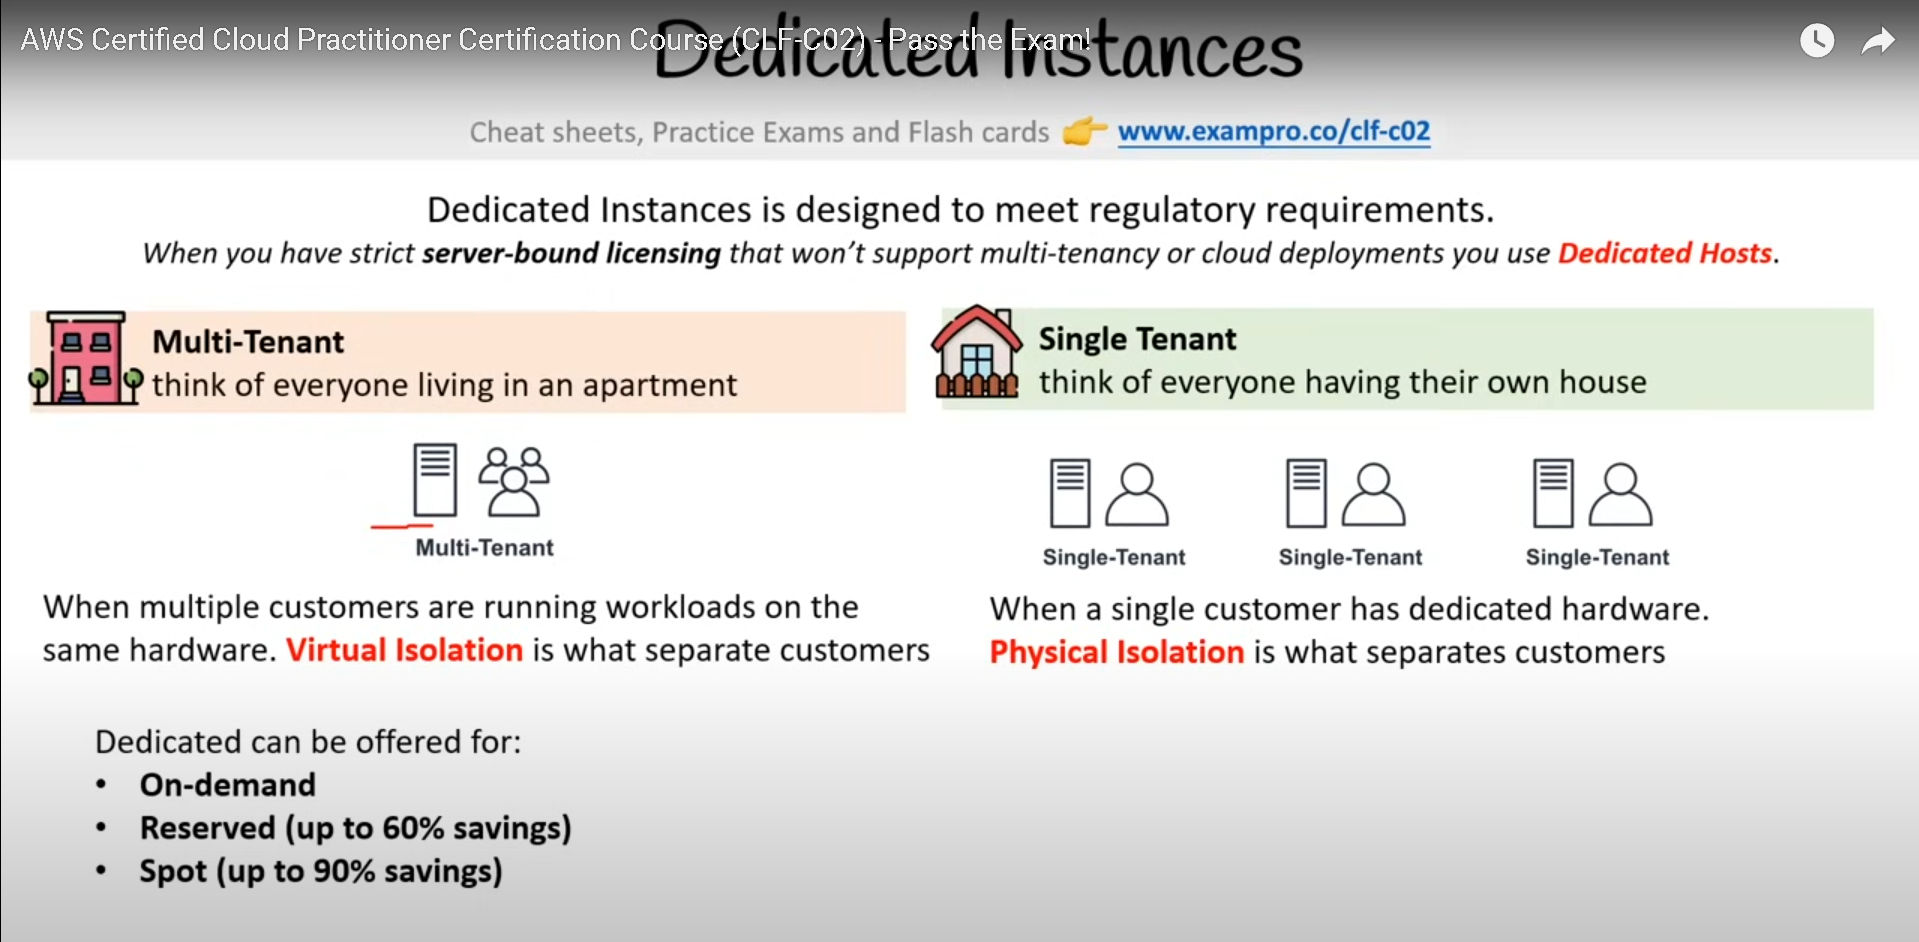 AWS Certified Cloud Practitioner Certification Course (CLF-C02) - Pass the Exam!
Dedicated Instances
Cheat sheets, Practice Exams and Flash cards 👉 www.exampro.co/clf-c02
Dedicated Instances is designed to meet regulatory requirements.
When you have strict server-bound licensing that won't support multi-tenancy or cloud deployments you use Dedicated Hosts.
Multi-Tenant
think of everyone living in an apartment
Multi-Tenant
When multiple customers are running workloads on the
same hardware. Virtual Isolation is what separate customers
Single Tenant
think of everyone having their own house
Single-Tenant
Single-Tenant
Single-Tenant
When a single customer has dedicated hardware.
Physical Isolation is what separates customers
Dedicated can be offered for:
• On-demand
• Reserved (up to 60% savings)
• Spot (up to 90% savings)